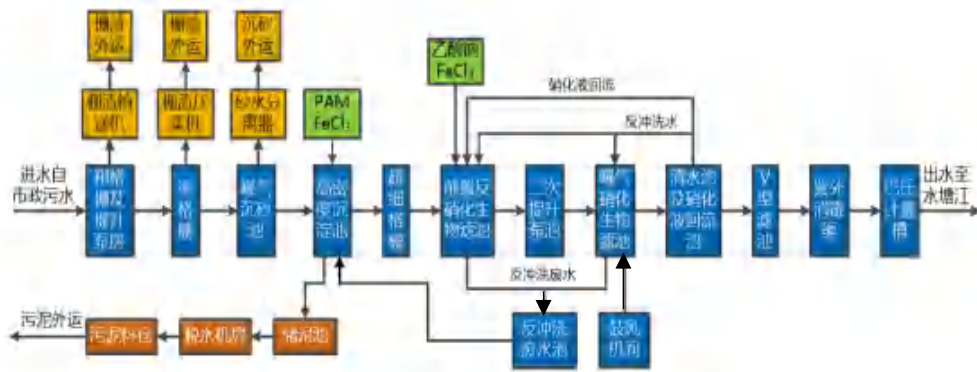 栅渣
外运
栅渣
外运
沉砂
外运
乙酸钠
FeCl₃
硝化液回流
栅渣输
送机
栅渣压
渣机
砂水分
离器
PAM
FeCl₃
反冲洗水
进水自
市政污水
粗格
栅及
提升
泵房
细格
栅
曝气
沉砂
池
高密
度沉
淀池
超
细格
栅
前置反
硝化生
物滤池
二次
提升
泵池
曝气
硝化
生物
滤池
清水池
及硝化
液回流
池
V
型滤
池
紫外
消毒
渠
巴氏
计量
槽
出水至
水塘江
反冲洗废水
污泥外运
污泥料仓
脱水机房
储泥池
反冲洗
废水池
鼓风
机房